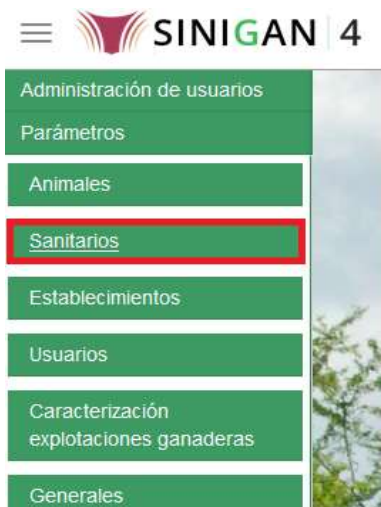 SINIGAN 4
Administración de usuarios
Parámetros
Animales
Sanitarios
Establecimientos
Usuarios
Caracterización
explotaciones ganaderas
Generales